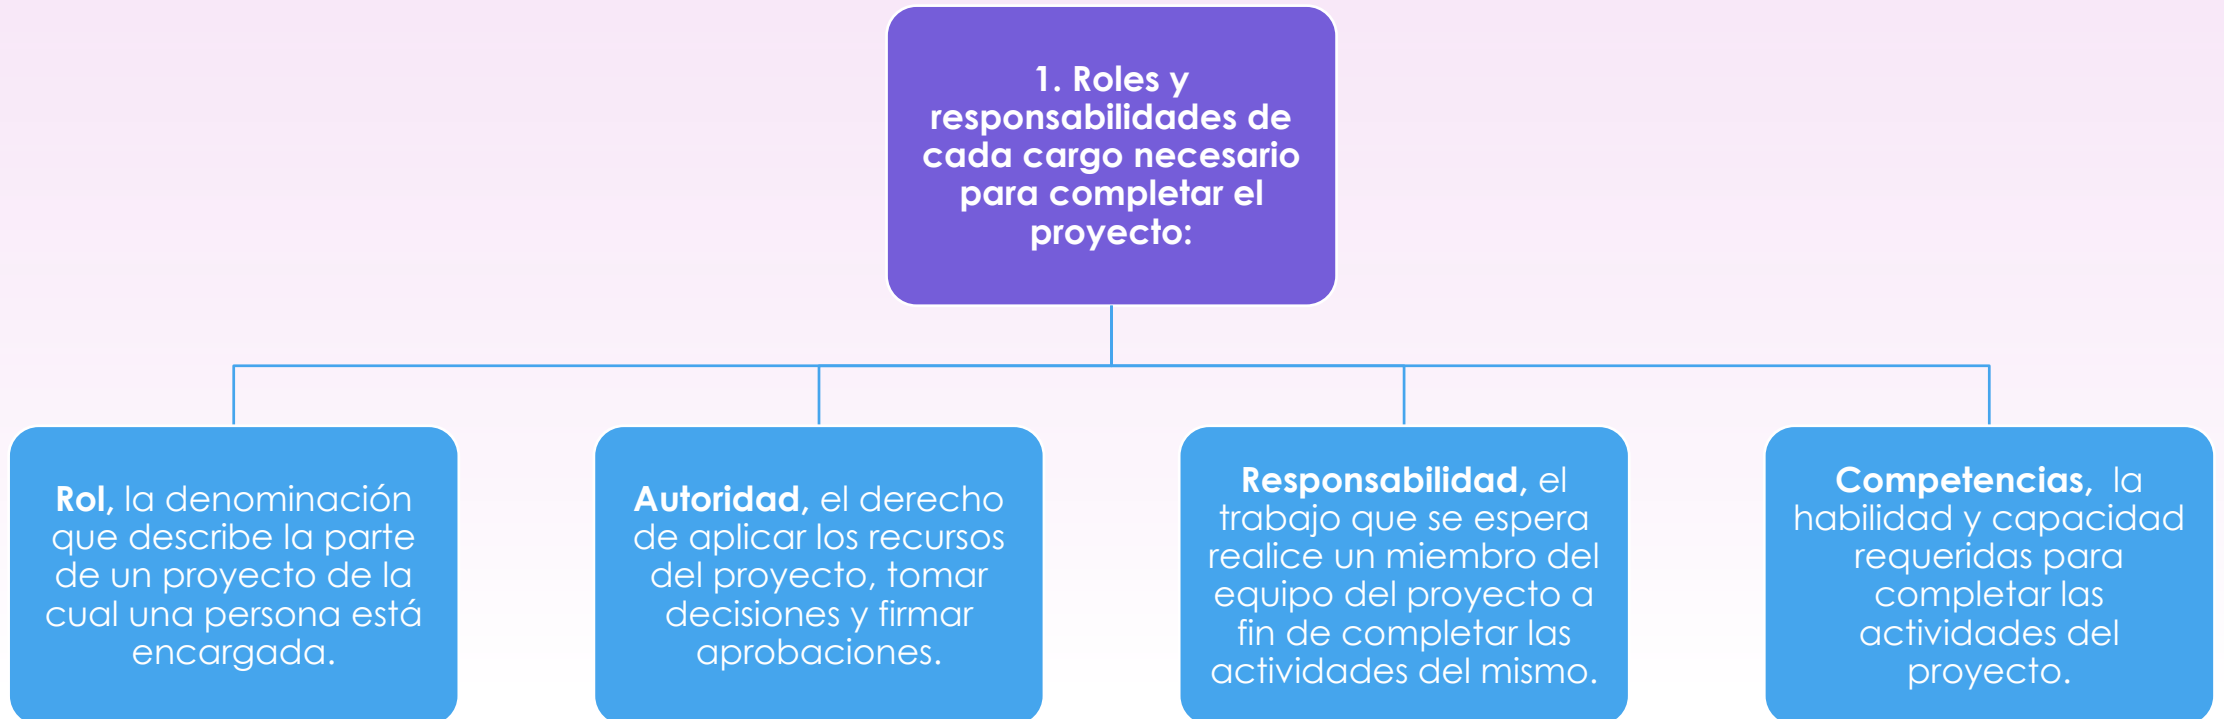 1. Roles y
responsabilidades de
cada cargo necesario
para completar el
proyecto:
Rol, la denominación
que describe la parte
de un proyecto de la
cual una persona está
encargada.
Autoridad, el derecho
de aplicar los recursos
del proyecto, tomar
decisiones y firmar
aprobaciones.
Responsabilidad, el
trabajo que se espera
realice un miembro del
equipo del proyecto a
fin de completar las
actividades del mismo.
Competencias, la
habilidad y capacidad
requeridas para
completar las
actividades del
proyecto.